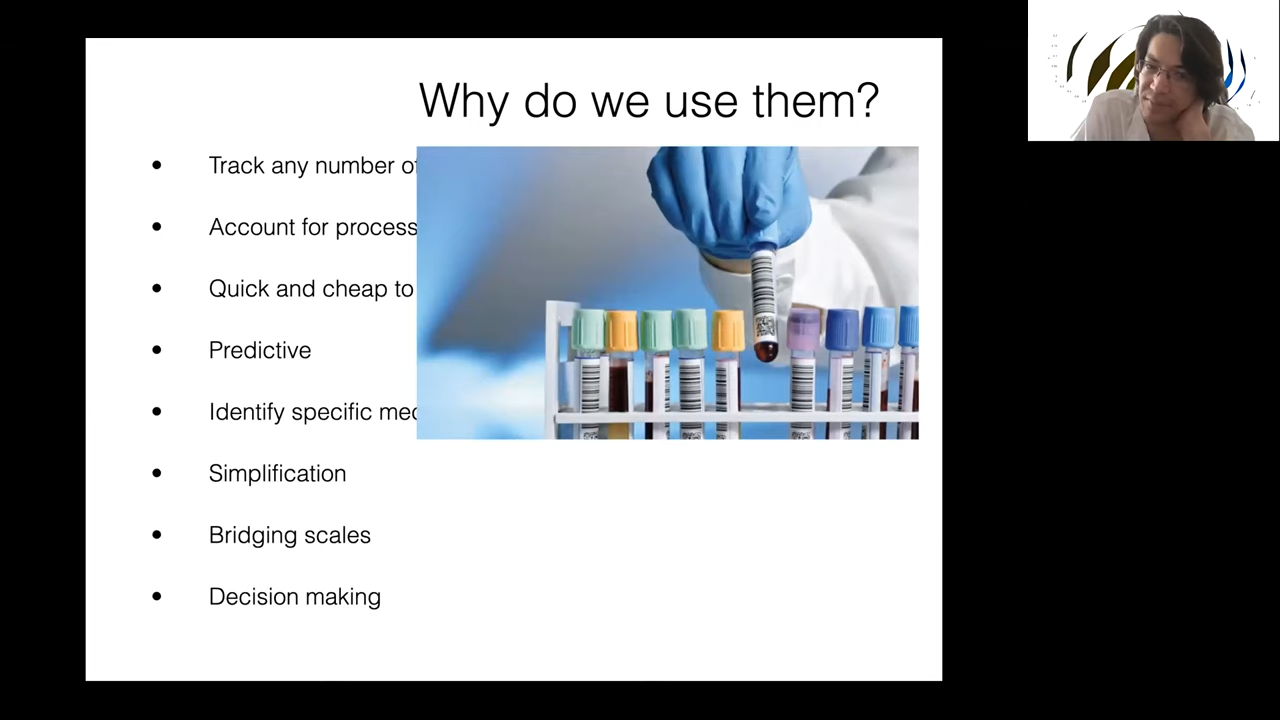 Why do we use them?
• Track any number of
• Account for process
• Quick and cheap to
• Predictive
• Identify specific mec
• Simplification
• Bridging scales
• Decision making